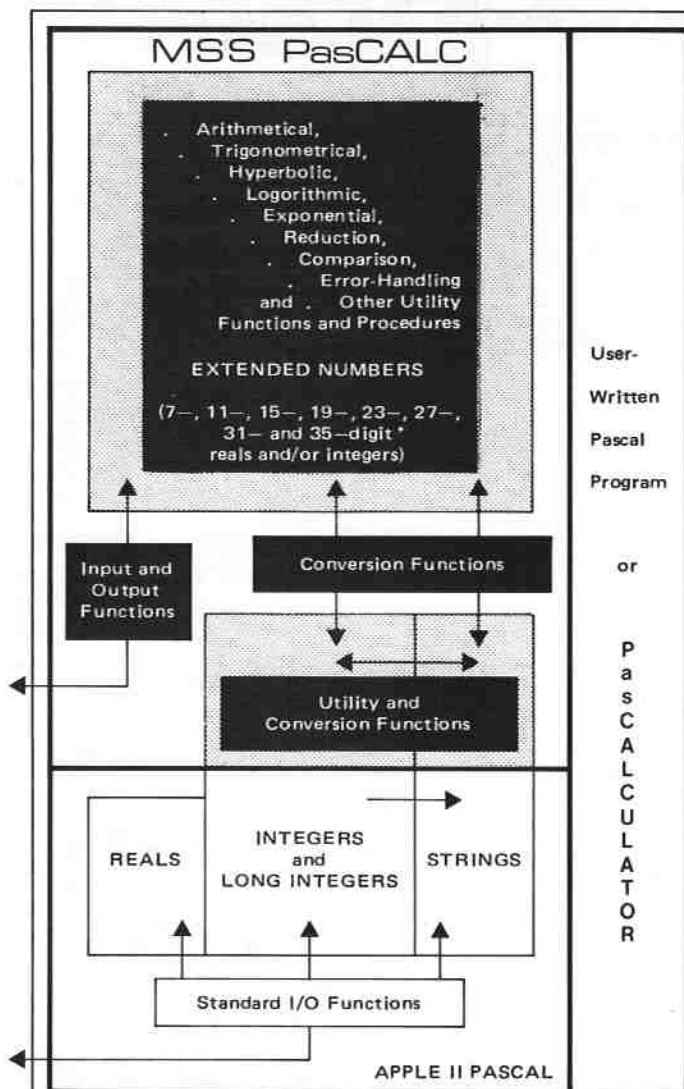 MSS PasCALC
. Arithmetical,
. Trigonometrical,
. Hyperbolic,
. Logorithmic,
. Exponential,
. Reduction,
. Comparison,
. Error-Handling
and . Other Utility
Functions and Procedures
EXTENDED NUMBERS
(7–, 11–, 15–, 19–, 23–, 27–,
31– and 35–digit *
reals and/or integers)
Input and
Output
Functions
Conversion Functions
Utility and
Conversion Functions
REALS
INTEGERS
and
LONG INTEGERS
STRINGS
Standard I/O Functions
APPLE II PASCAL
User-
Written
Pascal
Program
or
P
a
s
C
A
L
C
U
L
A
T
O
R